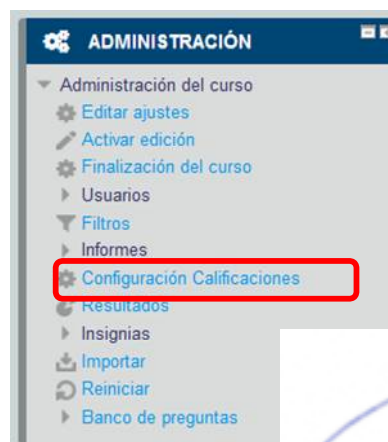 ADMINISTRACIÓN
Administración del curso
Editar ajustes
Activar edición
Finalización del curso
Usuarios
Filtros
Informes
Configuración Calificaciones
Resultados
Insignias
Importar
Reiniciar
Banco de preguntas